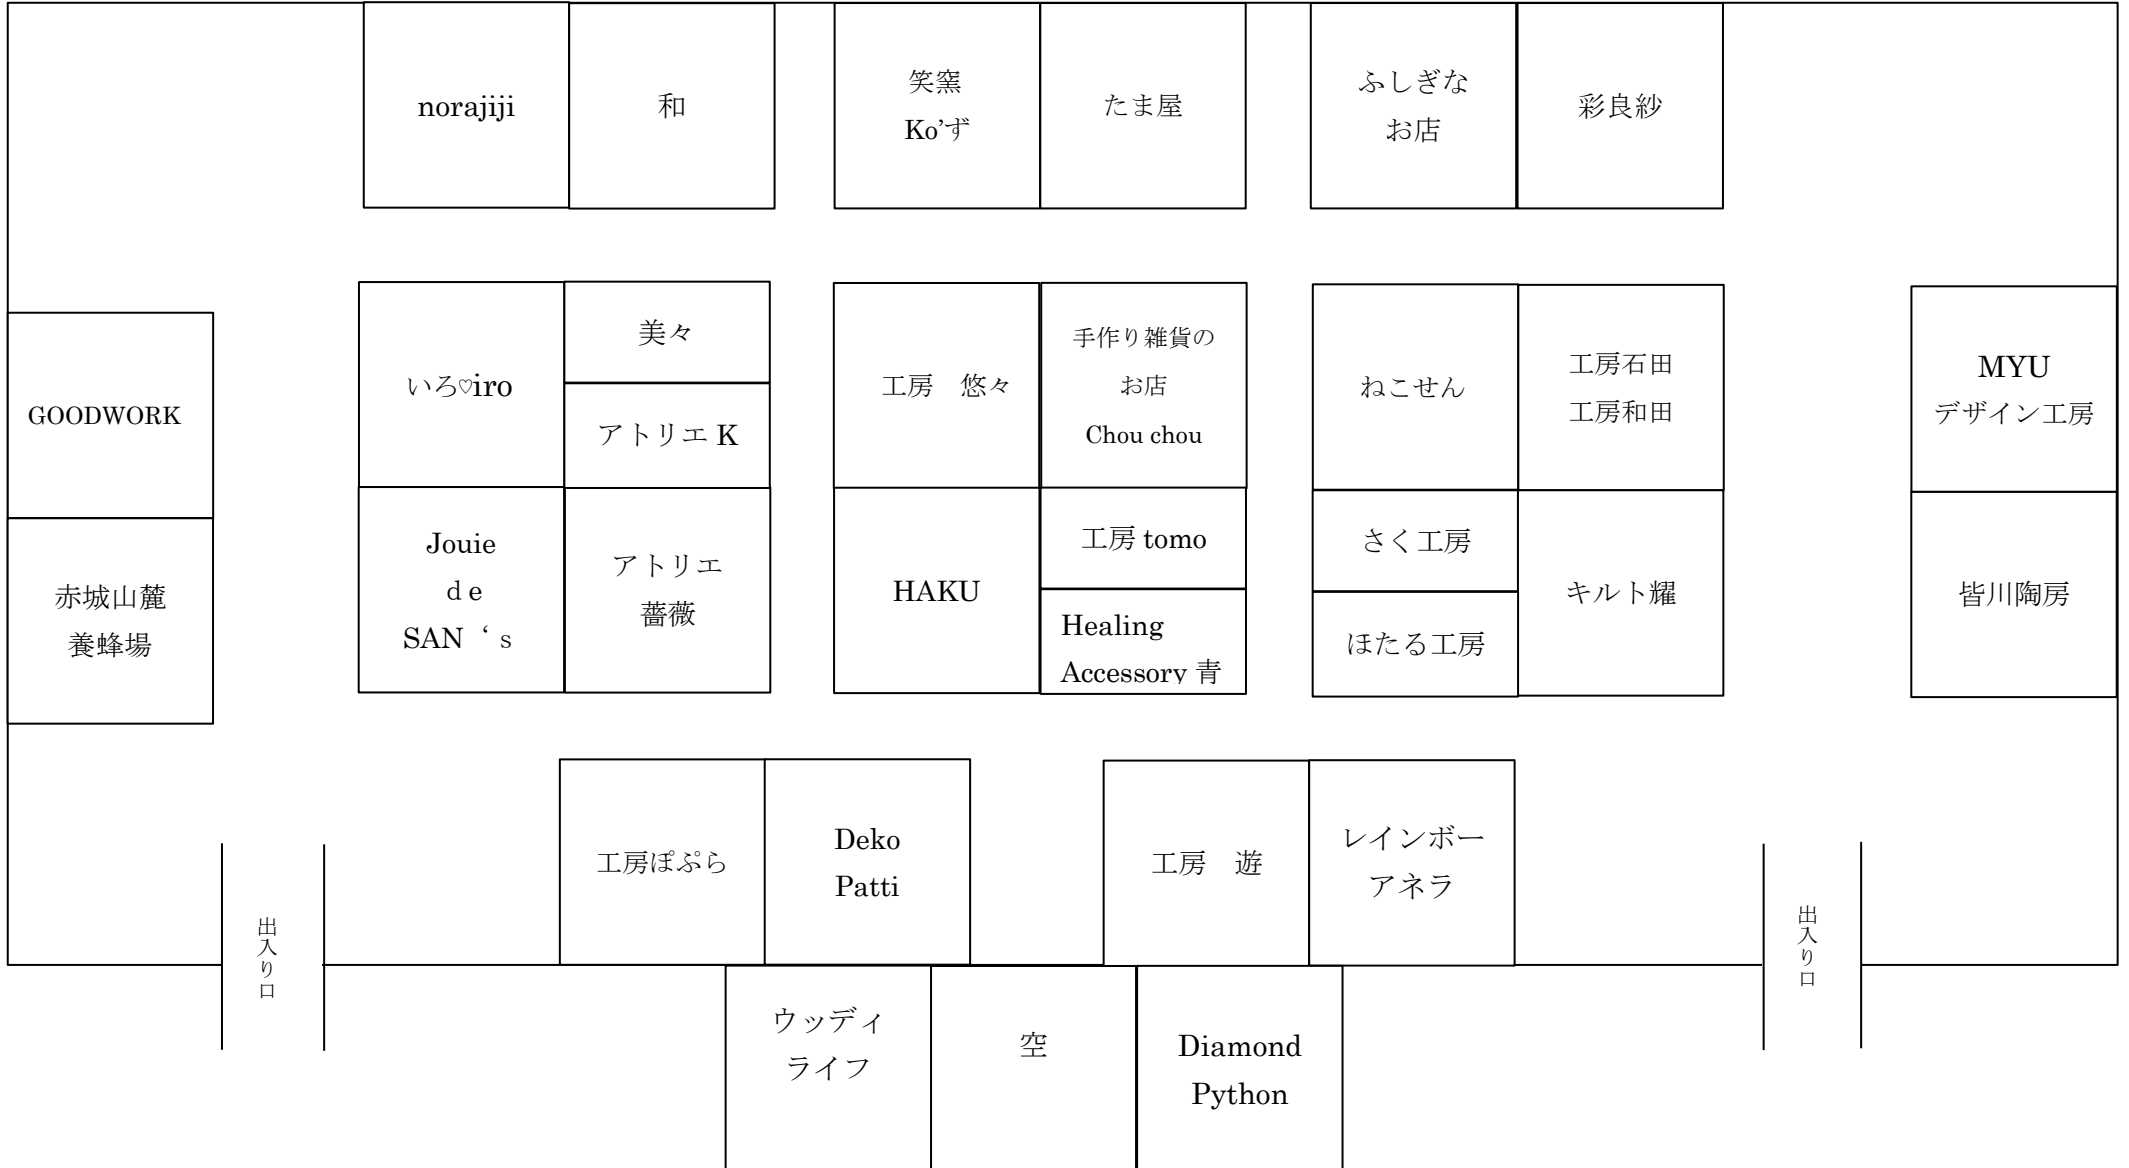 norajiji
和
笑窯
Ko’ず
たま屋
ふしぎな
お店
彩良紗
GOODWORK
赤城山麓
養蜂場
いろ♡iro
美々
アトリエ K
Jouie
ｄｅ
SAN‘ｓ
アトリエ
薔薇
工房　悠々
手作り雑貨の
お店
Chou chou
HAKU
工房 tomo
Healing
Accessory 青
ねこせん
工房石田
工房和田
さく工房
ほたる工房
キルト耀
MYU
デザイン工房
皆川陶房
工房ぽぷら
Deko
Patti
工房　遊
レインボー
アネラ
出入り口
出入り口
ウッディ
ライフ
空
Diamond
Python